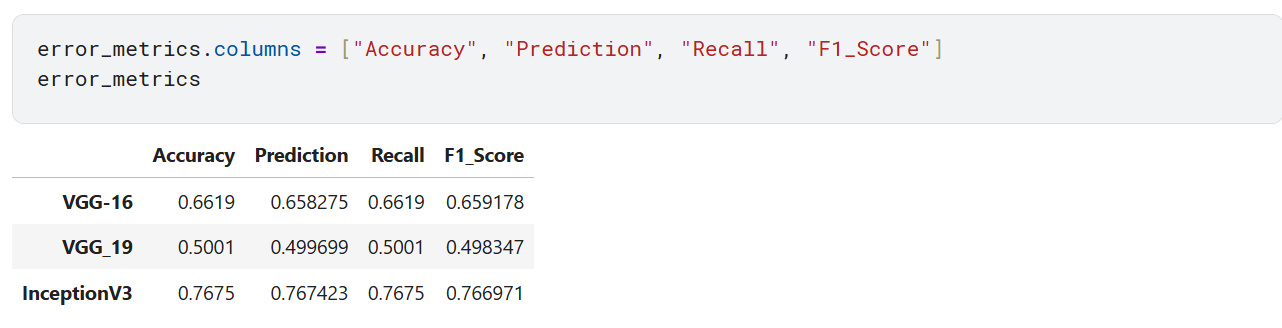 error_metrics.columns = ["Accuracy", "Prediction", "Recall", "F1_Score"]
error_metrics
Accuracy Prediction Recall F1_Score
VGG-16 0.6619 0.658275 0.6619 0.659178
VGG_19 0.5001 0.499699 0.5001 0.498347
InceptionV3 0.7675 0.767423 0.7675 0.766971